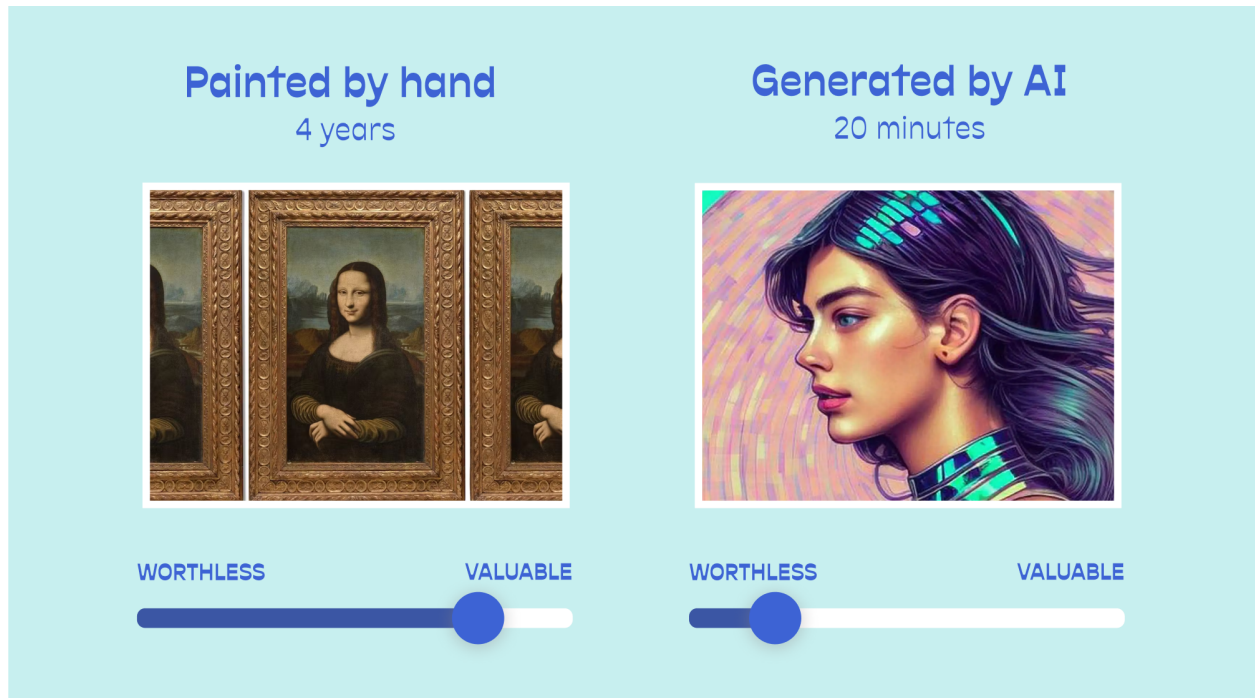 Painted by hand
4 years
Generated by AI
20 minutes
WORTHLESS VALUABLE
WORTHLESS VALUABLE